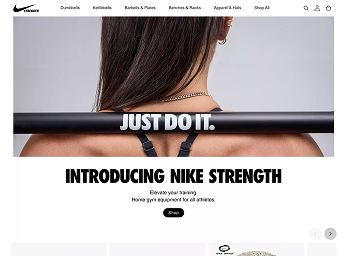 STRENGTH
Dumbbells Kettlebells Barbells & Plates Benches & Racks Apparel & Hats Shop All
JUST DO IT.
INTRODUCING NIKE STRENGTH
Elevate your training.
Home gym equipment for all athletes.
Shop